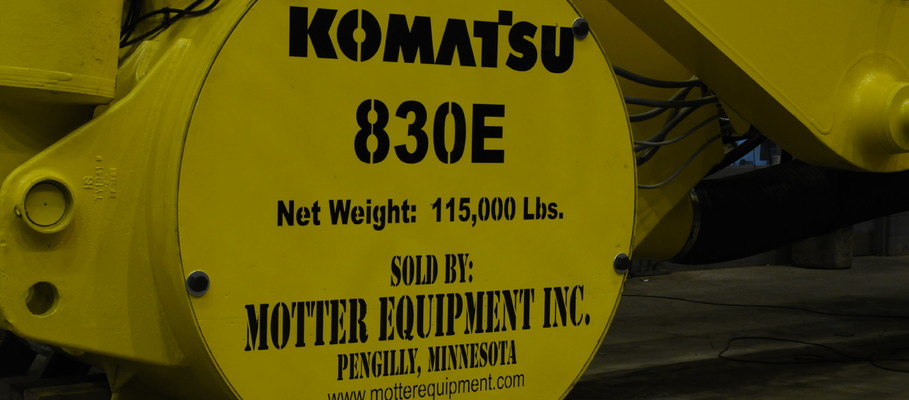 KOMATSU
830E
Net Weight: 115,000 Lbs.
SOLD BY:
MOTTER EQUIPMENT INC.
PENGILLY, MINNESOTA
www.motterequipment.com